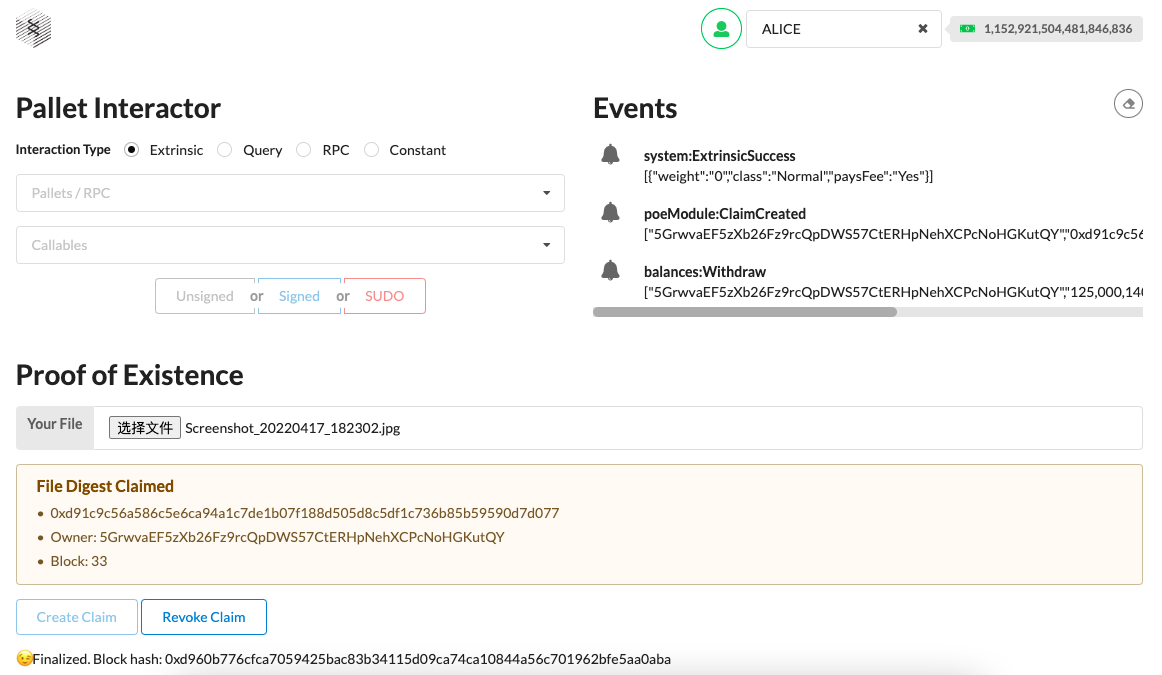 ALICE
1,152,921,504,481,846,836
Pallet Interactor
Interaction Type Extrinsic Query RPC Constant
Pallets / RPC
Callables
Unsigned or Signed or SUDO
Events
system:ExtrinsicSuccess
[{"weight":"0","class":"Normal","paysFee":"Yes"}]
poeModule:ClaimCreated
["5GrwvaEF5zXb26Fz9rcQpDWS57CtERHpNehXCPcNoHGKutQY","0xd91c9c56
balances:Withdraw
["5GrwvaEF5zXb26Fz9rcQpDWS57CtERHpNehXCPcNoHGKutQY","125,000,140
Proof of Existence
Your File 选择文件 Screenshot_20220417_182302.jpg
File Digest Claimed
0xd91c9c56a586c5e6ca94a1c7de1b07f188d505d8c5df1c736b85b59590d7d077
Owner: 5GrwvaEF5zXb26Fz9rcQpDWS57CtERHpNehXCPcNoHGKutQY
Block: 33
Create Claim Revoke Claim
😉Finalized. Block hash: 0xd960b776cfca7059425bac83b34115d09ca74ca10844a56c701962bfe5aa0aba